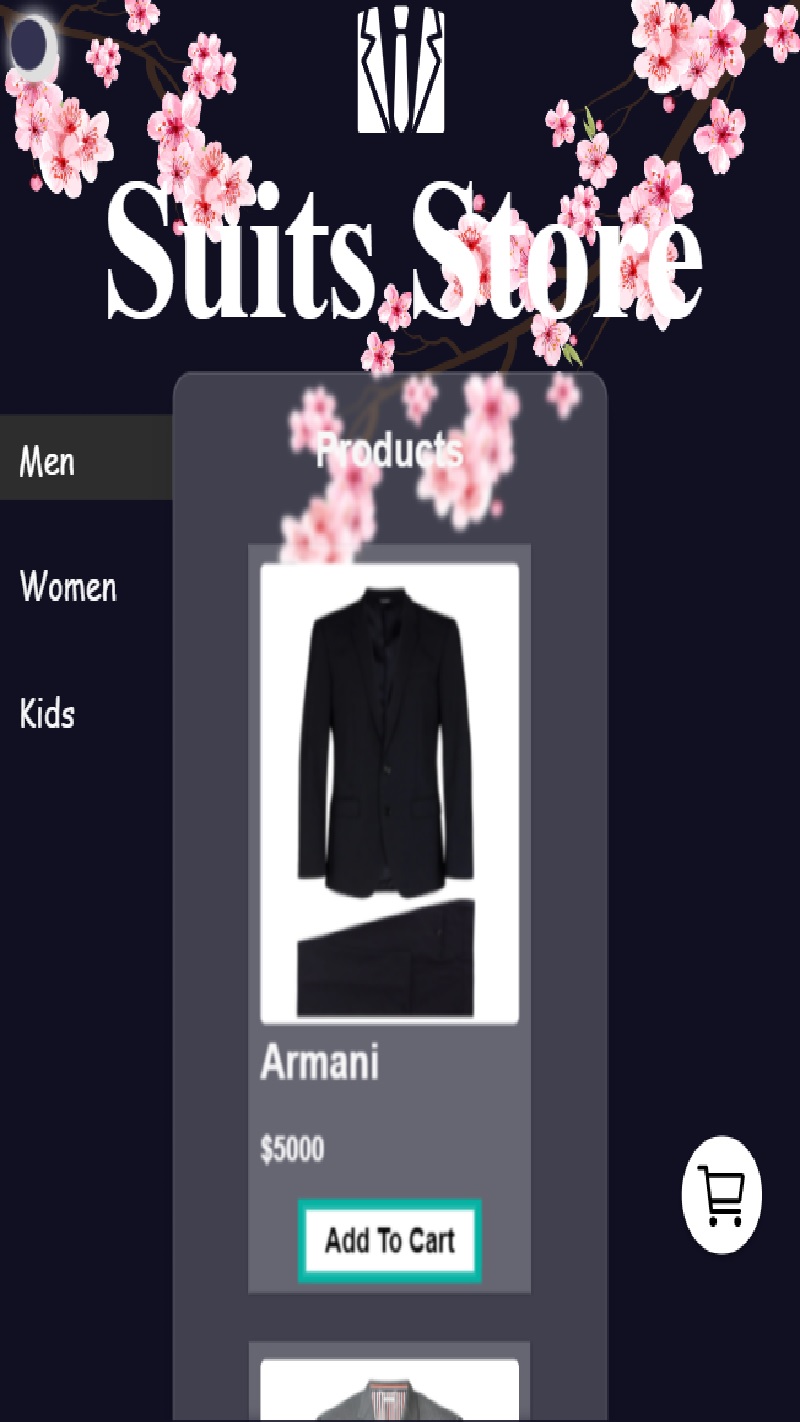 Suits Store
Products
Men
Women
Kids
Armani
$5000
Add To Cart